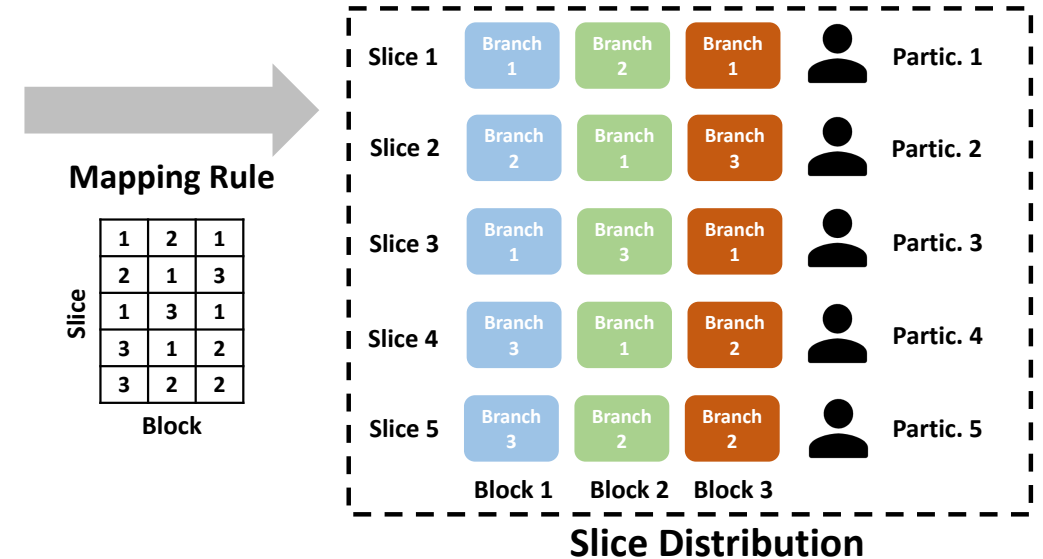 Mapping Rule
Slice
1 2 1
2 1 3
1 3 1
3 1 2
3 2 2
Block
Slice 1 Branch 1 Branch 2 Branch 1 Partic. 1
Slice 2 Branch 2 Branch 1 Branch 3 Partic. 2
Slice 3 Branch 1 Branch 3 Branch 1 Partic. 3
Slice 4 Branch 3 Branch 1 Branch 2 Partic. 4
Slice 5 Branch 3 Branch 2 Branch 2 Partic. 5
Block 1 Block 2 Block 3
Slice Distribution